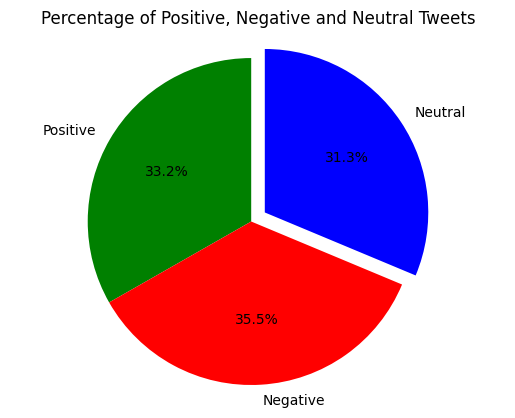 Percentage of Positive, Negative and Neutral Tweets
Neutral
Positive
31.3%
33.2%
35.5%
Negative